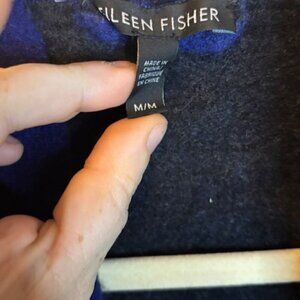 EILEEN FISHER
MADE IN
CHINA/
FABRIQUÉ
EN CHINE
M/M